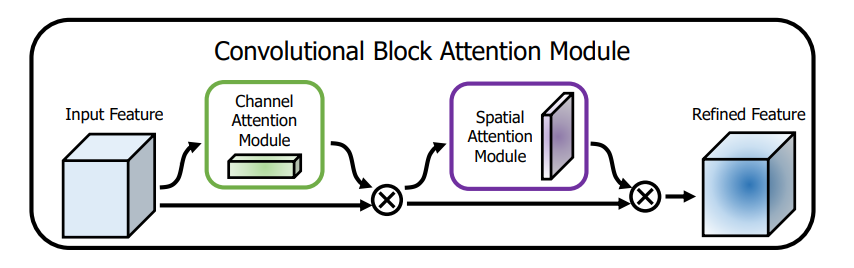 Convolutional Block Attention Module
Input Feature
Channel
Attention
Module
Spatial
Attention
Module
Refined Feature